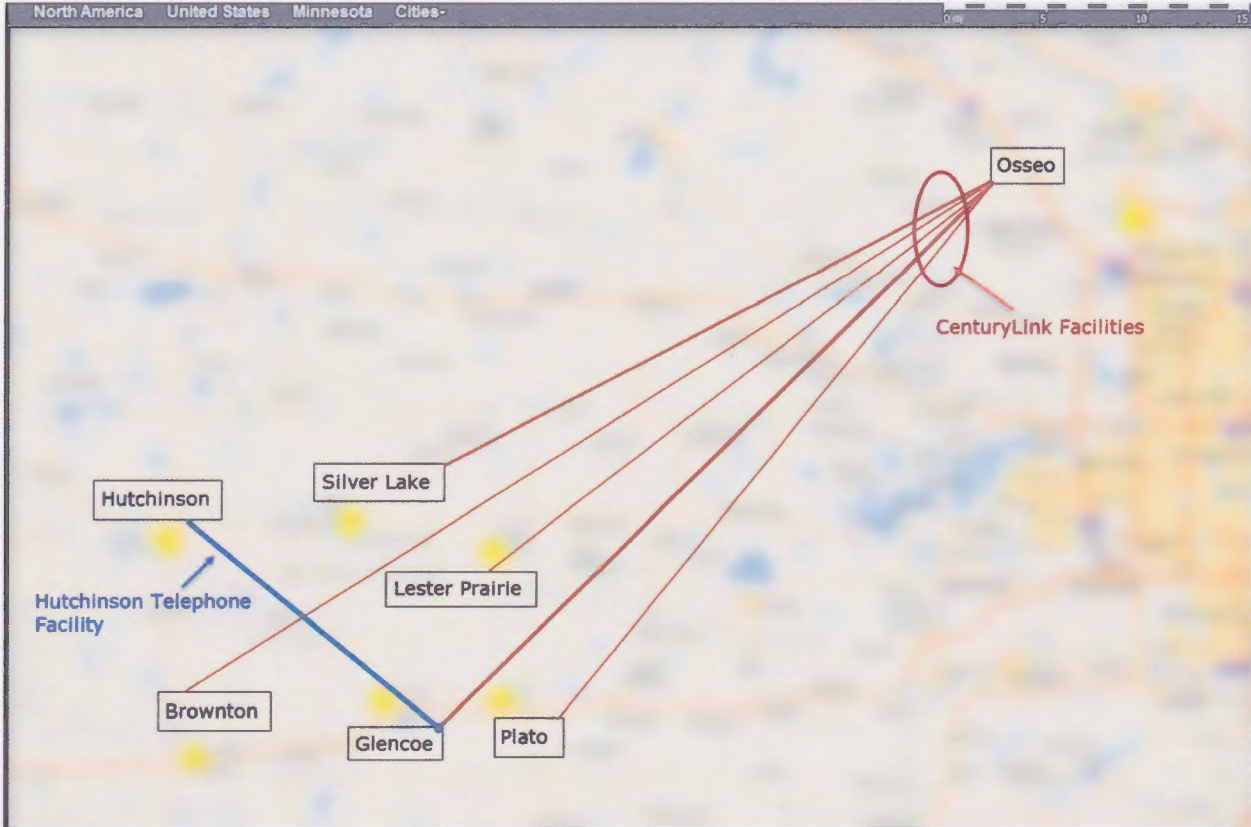 North America United States Minnesota Cities-
0 m 5 10 15
Osseo
CenturyLink Facilities
Silver Lake
Hutchinson
Lester Prairie
Hutchinson Telephone
Facility
Brownton
Glencoe
Plato